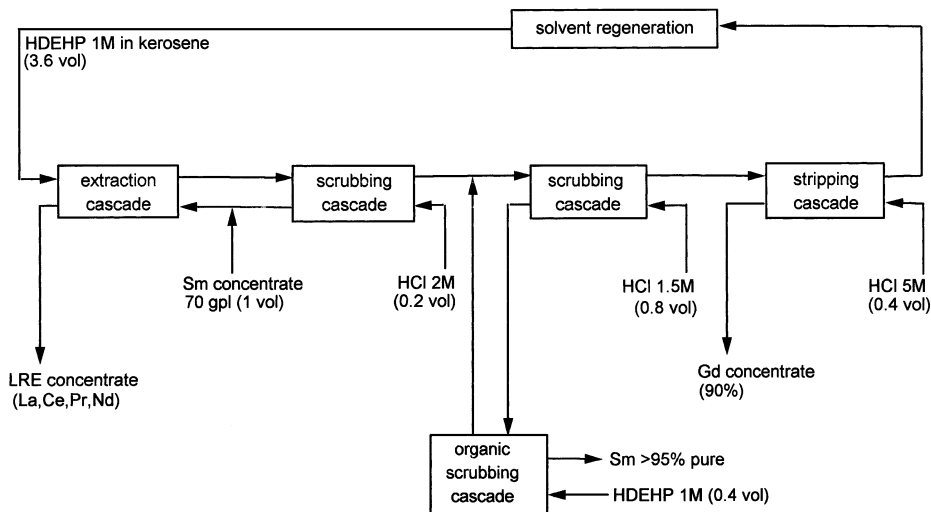 solvent regeneration
HDEHP 1M in kerosene
(3.6 vol)
extraction
cascade
scrubbing
cascade
scrubbing
cascade
stripping
cascade
Sm concentrate
70 gpl (1 vol)
HCl 2M
(0.2 vol)
HCl 1.5M
(0.8 vol)
HCl 5M
(0.4 vol)
LRE concentrate
(La,Ce,Pr,Nd)
Gd concentrate
(90%)
organic
scrubbing
cascade
Sm >95% pure
HDEHP 1M (0.4 vol)